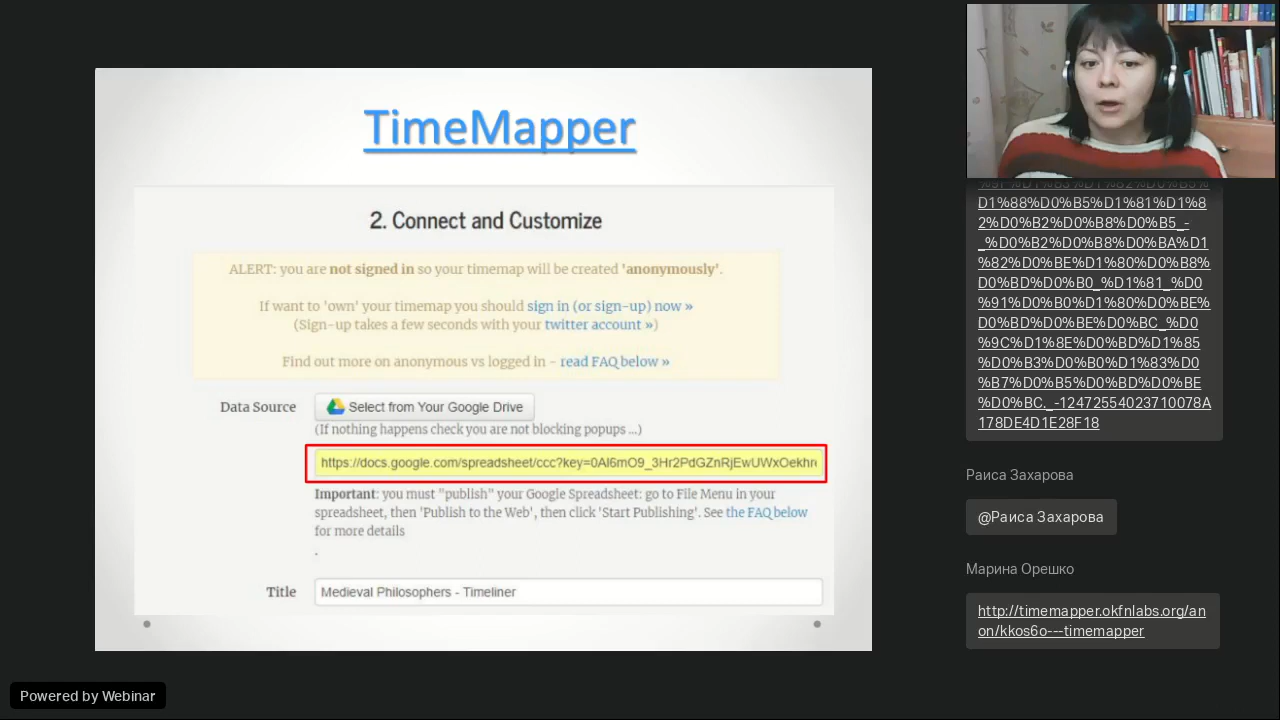 TimeMapper
2. Connect and Customize
ALERT: you are not signed in so your timemap will be created 'anonymously'.
If want to 'own' your timemap you should sign in (or sign-up) now »
(Sign-up takes a few seconds with your twitter account »)
Find out more on anonymous vs logged in - read FAQ below »
Data Source
Select from Your Google Drive
(If nothing happens check you are not blocking popups ...)
https://docs.google.com/spreadsheet/ccc?key=0Al6mO9_3Hr2PdGZnRjEwUWxOekhr
Important: you must "publish" your Google Spreadsheet: go to File Menu in your
spreadsheet, then 'Publish to the Web', then click 'Start Publishing'. See the FAQ below
for more details
.
Title
Medieval Philosophers - Timeliner
D1%88%D0%B5%D1%81%D1%8
2%D0%B2%D0%B8%D0%B5_-
_%D0%B2%D0%B8%D0%BA%D1
%82%D0%BE%D1%80%D0%B8%
D0%BD%D0%B0_%D1%81_%D0
%91%D0%B0%D1%80%D0%BE%
D0%BD%D0%BE%D0%BC_%D0
%9C%D1%8E%D0%BD%D1%85
%D0%B3%D0%B0%D1%83%D0
%B7%D0%B5%D0%BD%D0%BE
%D0%BC._-12472554023710078A
178DE4D1E28F18
Раиса Захарова
@Раиса Захарова
Марина Орешко
http://timemapper.okfnlabs.org/an
on/kkos6o---timemapper
Powered by Webinar